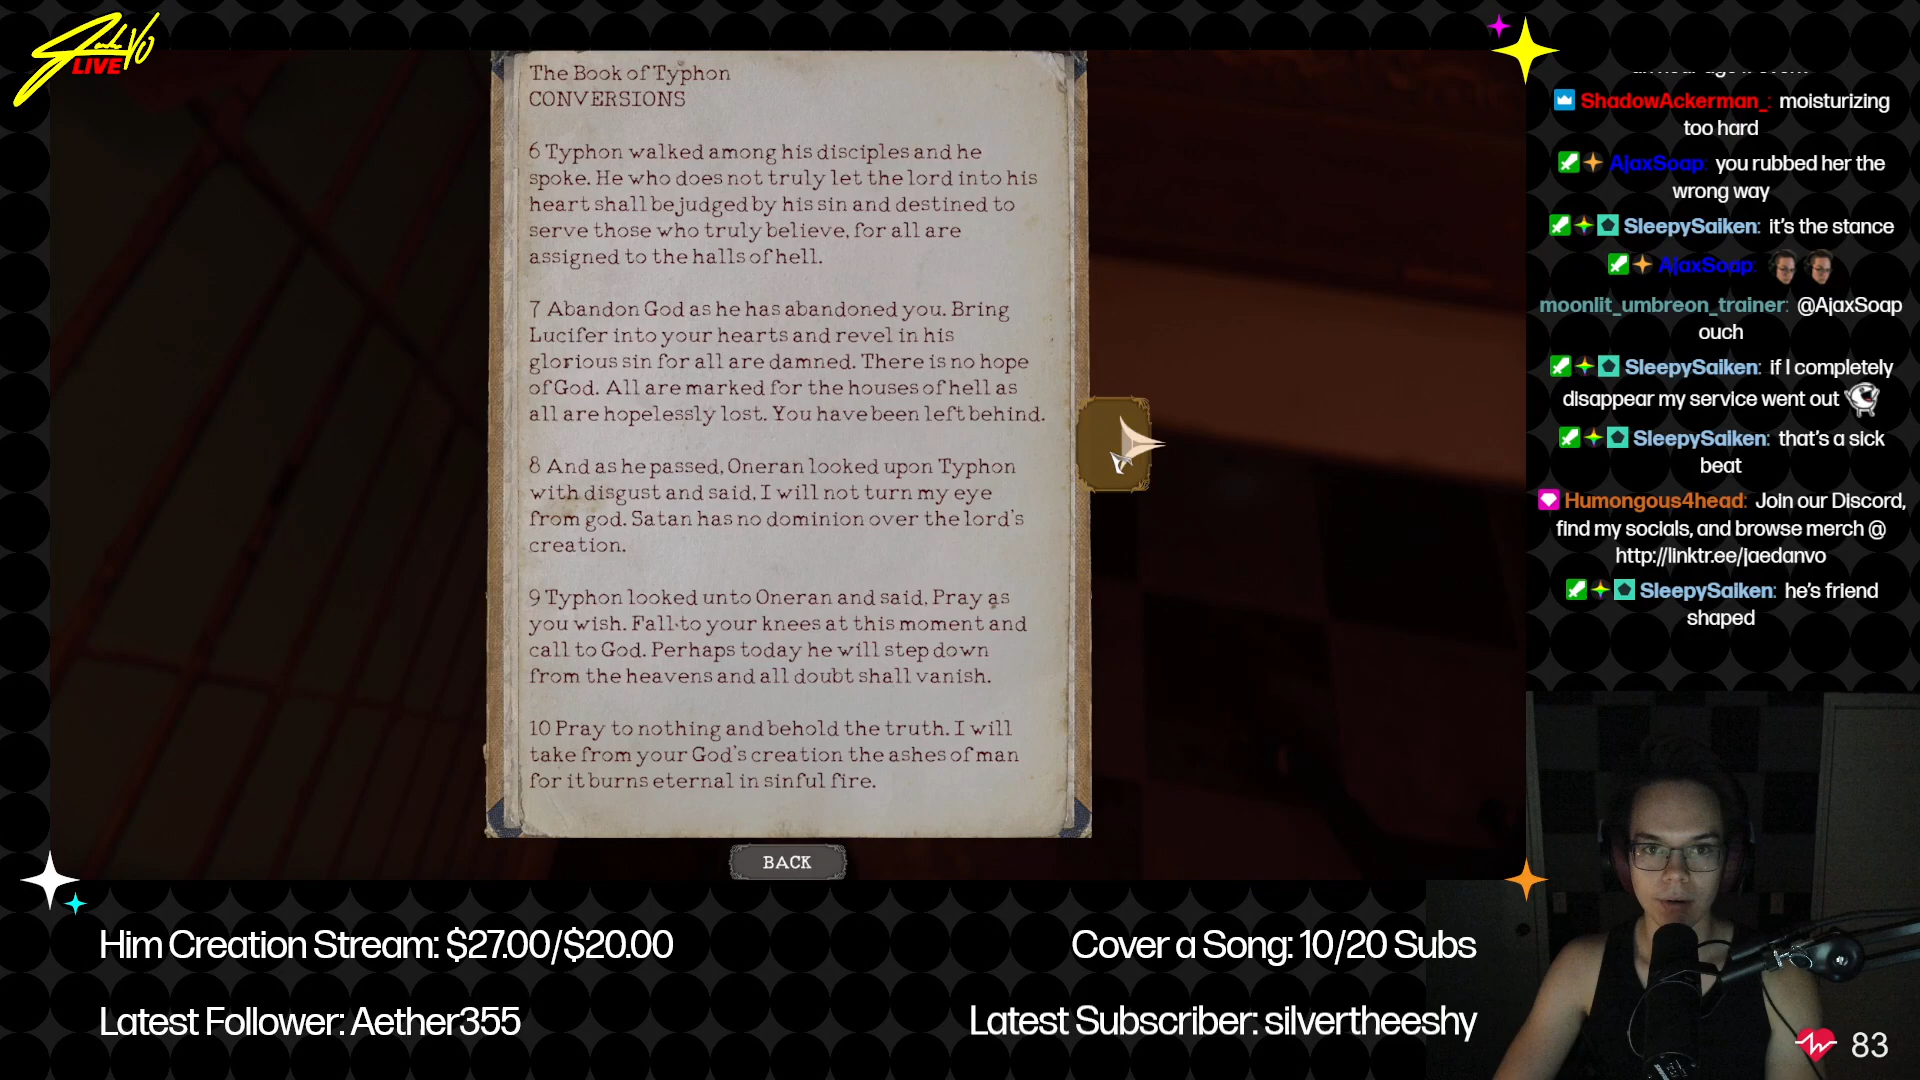 Vo
LIVE
The Book of Typhon
CONVERSIONS
6 Typhon walked among his disciples and he
spoke. He who does not truly let the lord into his
heart shall be judged by his sin and destined to
serve those who truly believe, for all are
assigned to the halls of hell.
7 Abandon God as he has abandoned you. Bring
Lucifer into your hearts and revel in his
glorious sin for all are damned. There is no hope
of God. All are marked for the houses of hell as
all are hopelessly lost. You have been left behind.
8 And as he passed, Oneran looked upon Typhon
with disgust and said, I will not turn my eye
from god. Satan has no dominion over the lord's
creation.
9 Typhon looked unto Oneran and said, Pray as
you wish. Fall to your knees at this moment and
call to God. Perhaps today he will step down
from the heavens and all doubt shall vanish.
10 Pray to nothing and behold the truth. I will
take from your God's creation the ashes of man
for it burns eternal in sinful fire.
BACK
ShadowAckerman_: moisturizing
too hard
AjaxSoap: you rubbed her the
wrong way
SleepySaiken: it's the stance
AjaxSoap:
moonlit_umbreon_trainer: @AjaxSoap
ouch
SleepySaiken: if I completely
disappear my service went out
SleepySaiken: that's a sick
beat
Humongous4head: Join our Discord,
find my socials, and browse merch @
http://linktr.ee/jaedanvo
SleepySaiken: he's friend
shaped
Him Creation Stream: $27.00/$20.00
Cover a Song: 10/20 Subs
Latest Follower: Aether355
Latest Subscriber: silvertheeshy
83